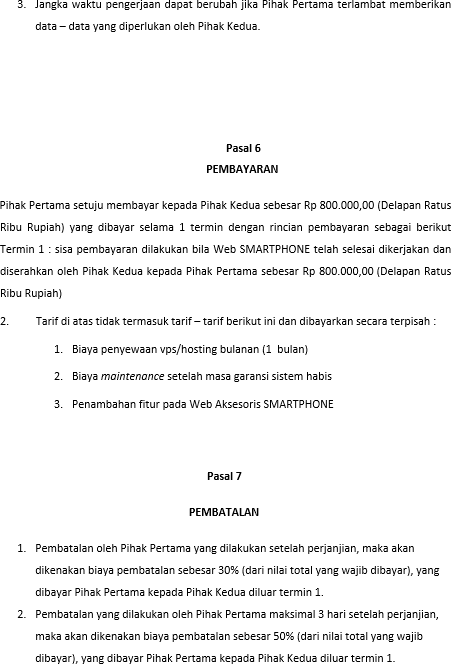 3. Jangka waktu pengerjaan dapat berubah jika Pihak Pertama terlambat memberikan
data – data yang diperlukan oleh Pihak Kedua.
Pasal 6
PEMBAYARAN
Pihak Pertama setuju membayar kepada Pihak Kedua sebesar Rp 800.000,00 (Delapan Ratus
Ribu Rupiah) yang dibayar selama 1 termin dengan rincian pembayaran sebagai berikut
Termin 1 : sisa pembayaran dilakukan bila Web SMARTPHONE telah selesai dikerjakan dan
diserahkan oleh Pihak Kedua kepada Pihak Pertama sebesar Rp 800.000,00 (Delapan Ratus
Ribu Rupiah)
2. Tarif di atas tidak termasuk tarif – tarif berikut ini dan dibayarkan secara terpisah :
1. Biaya penyewaan vps/hosting bulanan (1 bulan)
2. Biaya maintenance setelah masa garansi sistem habis
3. Penambahan fitur pada Web Aksesoris SMARTPHONE
Pasal 7
PEMBATALAN
1. Pembatalan oleh Pihak Pertama yang dilakukan setelah perjanjian, maka akan
dikenakan biaya pembatalan sebesar 30% (dari nilai total yang wajib dibayar), yang
dibayar Pihak Pertama kepada Pihak Kedua diluar termin 1.
2. Pembatalan yang dilakukan oleh Pihak Pertama maksimal 3 hari setelah perjanjian,
maka akan dikenakan biaya pembatalan sebesar 50% (dari nilai total yang wajib
dibayar), yang dibayar Pihak Pertama kepada Pihak Kedua diluar termin 1.